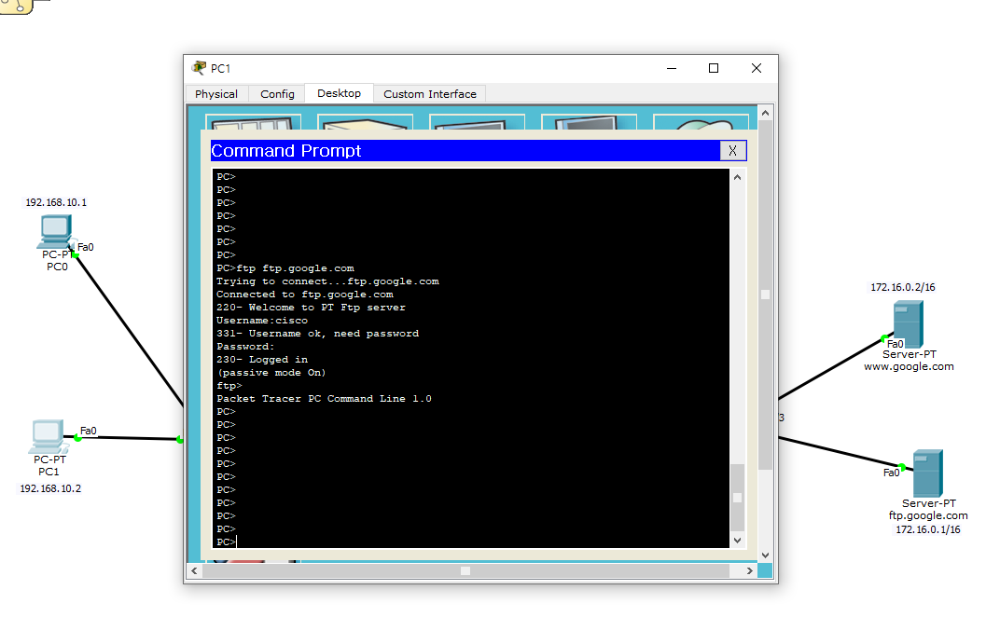 PC1
Physical
Config
Desktop
Custom Interface
Command Prompt
X
PC>
PC>
PC>
PC>
PC>
PC>
PC>
PC>ftp ftp.google.com
Trying to connect...ftp.google.com
Connected to ftp.google.com
220- Welcome to PT Ftp server
Username:cisco
331- Username ok, need password
Password:
230- Logged in
(passive mode On)
ftp>
Packet Tracer PC Command Line 1.0
PC>
PC>
PC>
PC>
PC>
PC>
PC>
PC>
PC>
PC>
PC>
192.168.10.1
Fa0
PC-PT
PC0
Fa0
PC-PT
PC1
192.168.10.2
172.16.0.2/16
Fa0
Server-PT
www.google.com
/3
Fa0
Server-PT
ftp.google.com
172.16.0.1/16